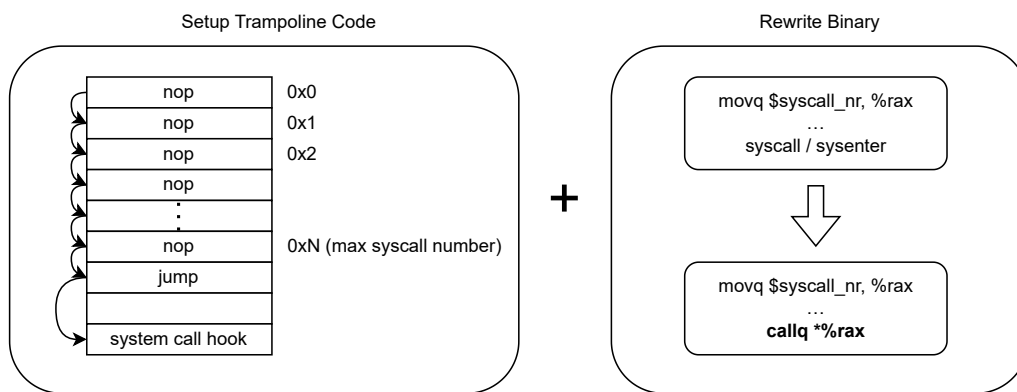 Setup Trampoline Code
nop 0x0
nop 0x1
nop 0x2
nop
⋮
nop 0xN (max syscall number)
jump
system call hook
+
Rewrite Binary
movq $syscall_nr, %rax
...
syscall / sysenter
movq $syscall_nr, %rax
...
callq *%rax